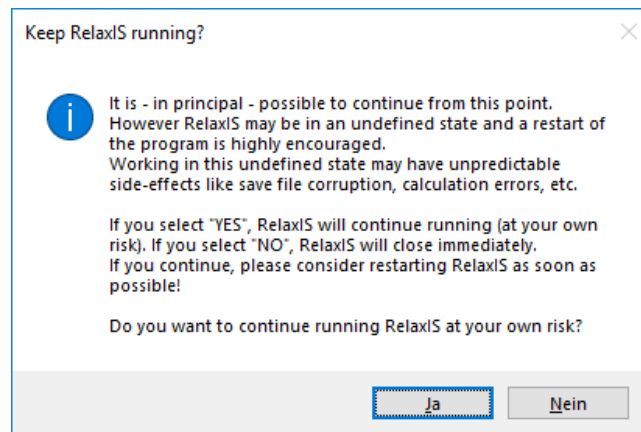 Keep RelaxIS running?
It is - in principal - possible to continue from this point.
However RelaxIS may be in an undefined state and a restart of
the program is highly encouraged.
Working in this undefined state may have unpredictable
side-effects like save file corruption, calculation errors, etc.
If you select "YES", RelaxIS will continue running (at your own
risk). If you select "NO", RelaxIS will close immediately.
If you continue, please consider restarting RelaxIS as soon as
possible!
Do you want to continue running RelaxIS at your own risk?
Ja
Nein